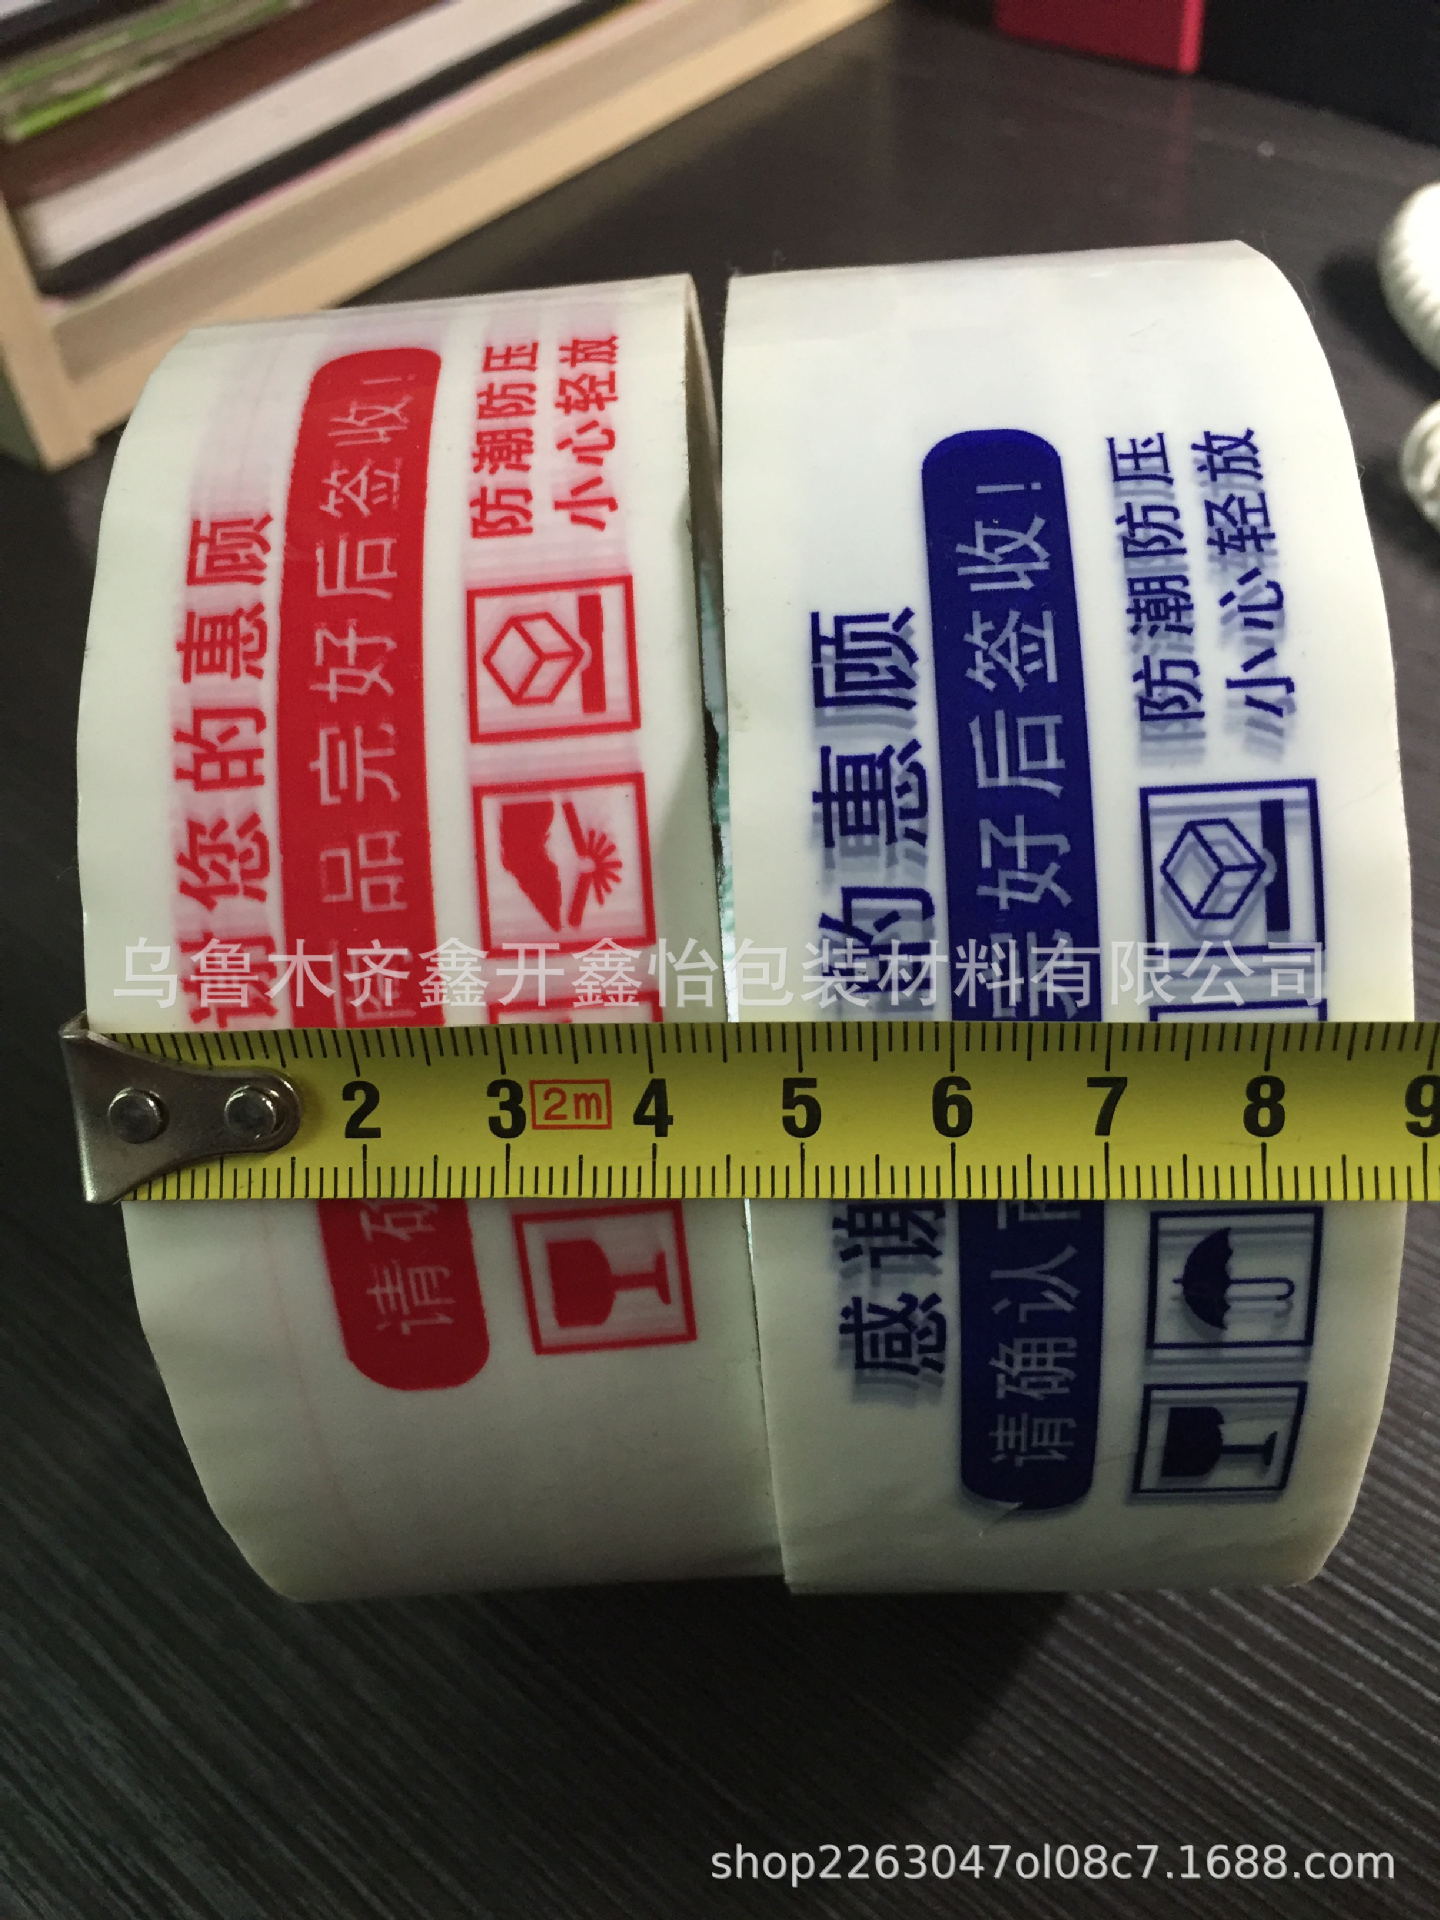 防潮防压
小心轻放
谢您的惠顾
请确 商品完好后签收！
防潮防压
小心轻放
感谢 的惠顾
请确认商 完好后签收！
乌鲁木齐鑫开鑫怡包装材料有限公司
2 3 2m 4 5 6 7 8 9
shop2263047ol08c7.1688.com